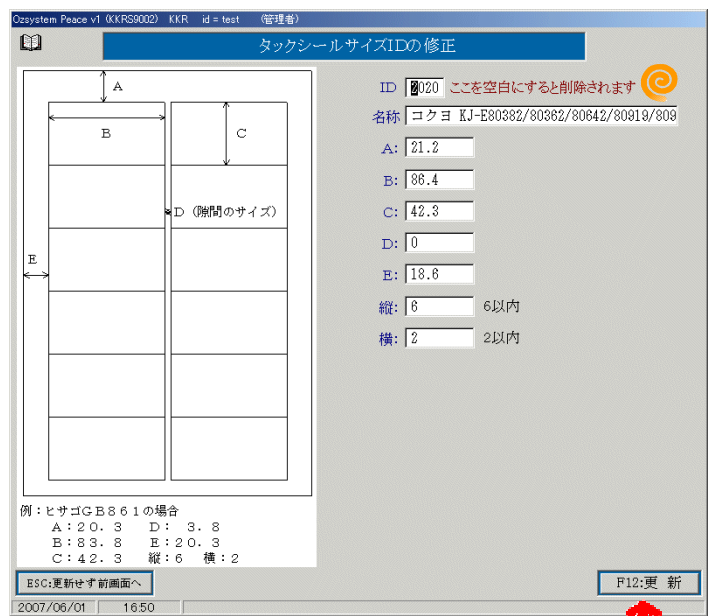 Ozsystem Peace v1 (KKRS9002) KKR id = test (管理者)
タックシールサイズIDの修正
A
B
C
D (隙間のサイズ)
E
例：ヒサゴGB861の場合
A：20．3 D： 3．8
B：83．8 E：20．3
C：42．3 縦：6 横：2
ID 2020 ここを空白にすると削除されます
名称 コクヨ KJ-E80382/80362/80642/80919/809
A: 21.2
B: 86.4
C: 42.3
D: 0
E: 18.6
縦: 6 6以内
横: 2 2以内
ESC:更新せず前画面へ
F12:更 新
2007/06/01 16:50